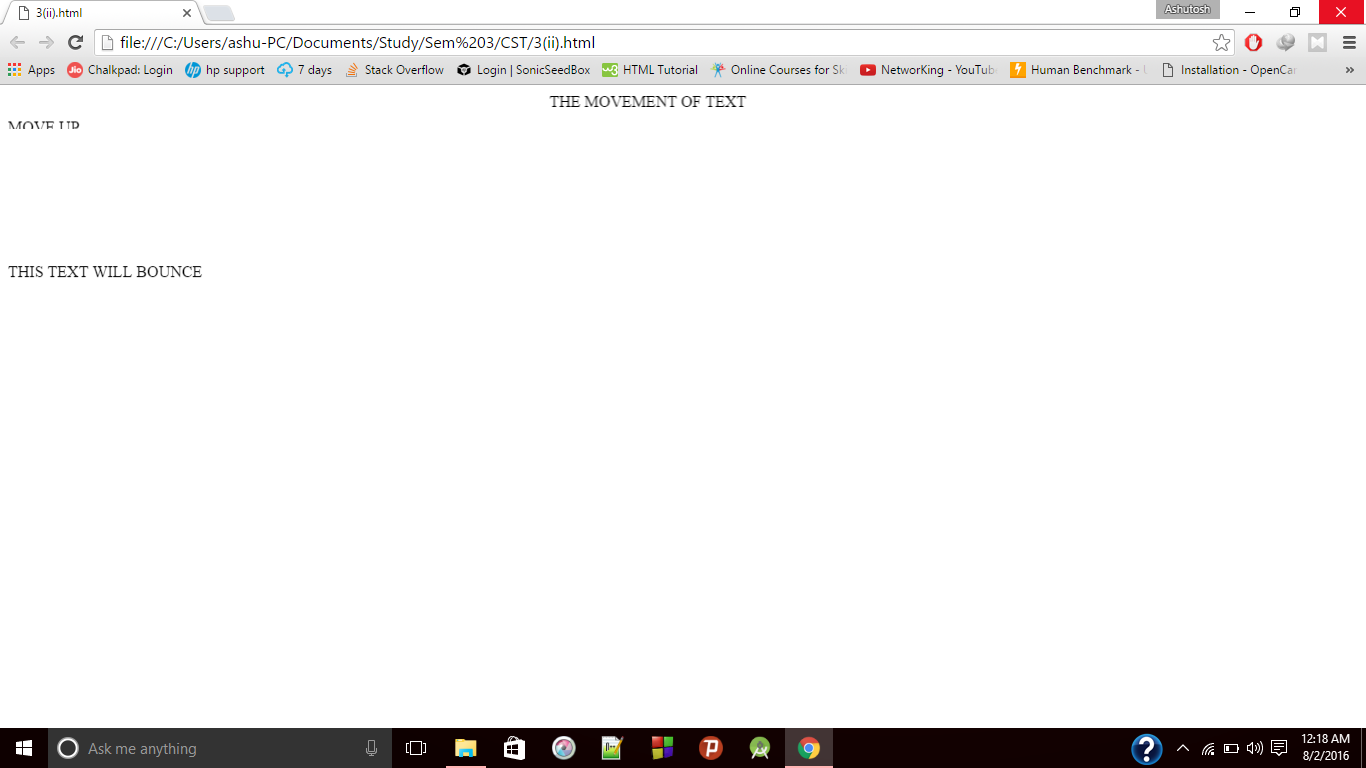 3(ii).html
Ashutosh
file:///C:/Users/ashu-PC/Documents/Study/Sem%203/CST/3(ii).html
Apps Jio Chalkpad: Login hp hp support 7 days Stack Overflow Login | SonicSeedBox w3 HTML Tutorial Online Courses for Sk NetworKing - YouTub Human Benchmark - Installation - OpenCar »
THE MOVEMENT OF TEXT
MOVE UP
THIS TEXT WILL BOUNCE
Ask me anything
12:18 AM
8/2/2016